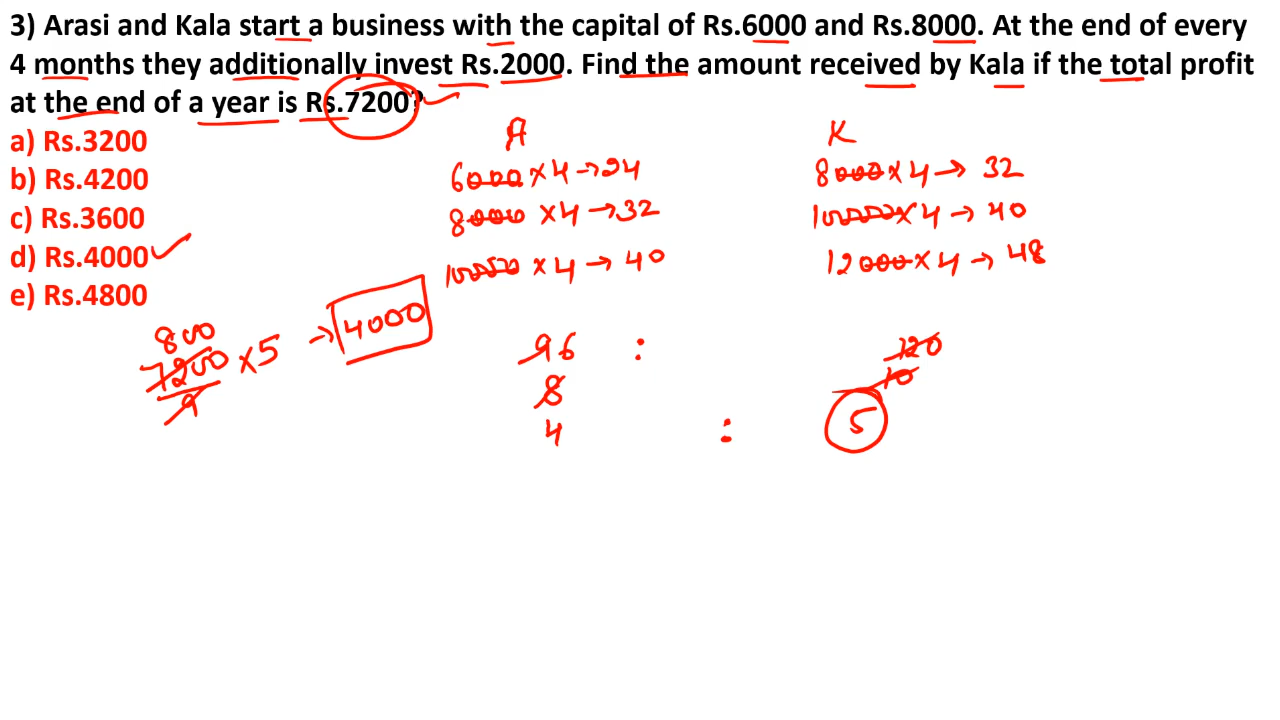 3) Arasi and Kala start a business with the capital of Rs.6000 and Rs.8000. At the end of every
4 months they additionally invest Rs.2000. Find the amount received by Kala if the total profit
at the end of a year is Rs.7200?
a) Rs.3200
b) Rs.4200
c) Rs.3600
d) Rs.4000
e) Rs.4800
A K
6000 × 4 → 24 8000 × 4 → 32
8000 × 4 → 32 10000 × 4 → 40
10000 × 4 → 40 12000 × 4 → 48
96 : 120
8 10
4 : 5
800
7200 × 5 → 4000
9